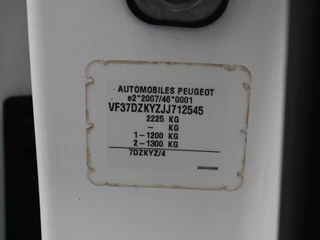 AUTOMOBILES PEUGEOT
e2*2007/46*0001
VF37DZKYZJJ712545
2225 KG
– KG
1-1200 KG
2-1300 KG
7DZKYZ/4